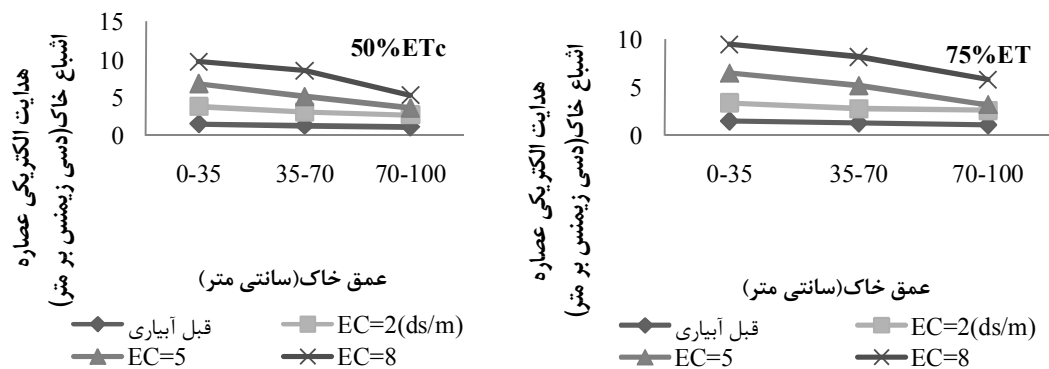 50%ETc
15
10
5
0
0-35 35-70 70-100
هدایت الکتریکی عصاره
اشباع خاک(دسی زیمنس بر متر)
عمق خاک(سانتی متر)
قبل آبیاری
EC=2(ds/m)
EC=5
EC=8
75%ET
10
5
0
0-35 35-70 70-100
هدایت الکتریکی عصاره
اشباع خاک(دسی زیمنس بر متر)
عمق خاک(سانتی متر)
قبل آبیاری
EC=2(ds/m)
EC=5
EC=8